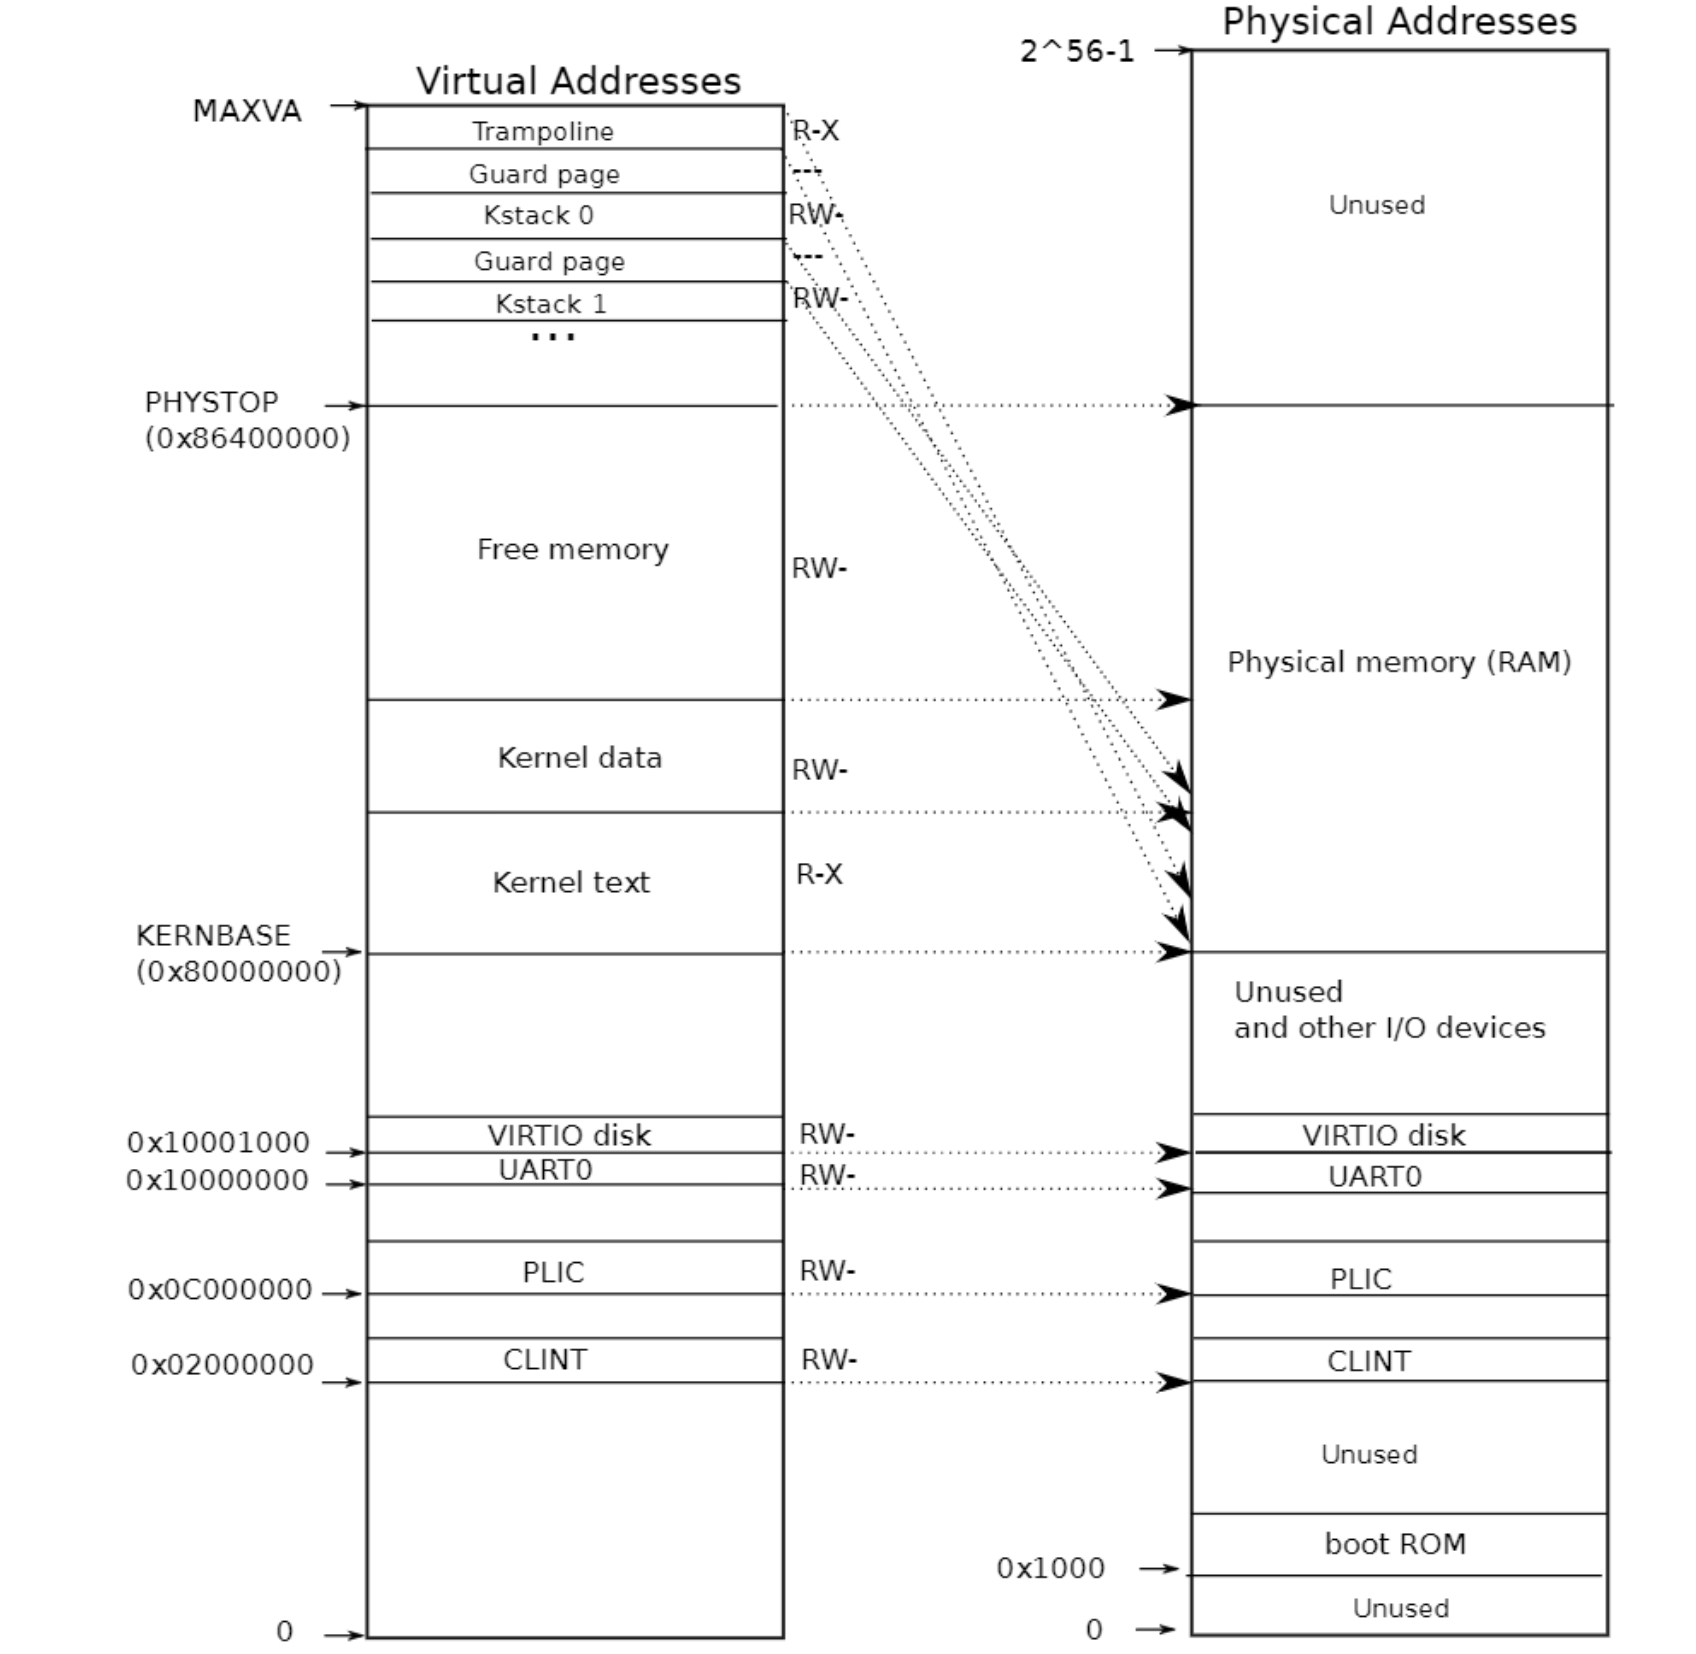 Physical Addresses
2^56-1
Virtual Addresses
MAXVA
Trampoline
R-X
Guard page
---
Kstack 0
RW-
Unused
Guard page
---
Kstack 1
RW-
...
PHYSTOP
(0x86400000)
Free memory
RW-
Physical memory (RAM)
Kernel data
RW-
Kernel text
R-X
KERNBASE
(0x80000000)
Unused
and other I/O devices
0x10001000
VIRTIO disk
RW-
VIRTIO disk
0x10000000
UART0
RW-
UART0
0x0C000000
PLIC
RW-
PLIC
0x02000000
CLINT
RW-
CLINT
Unused
boot ROM
0x1000
Unused
0
0